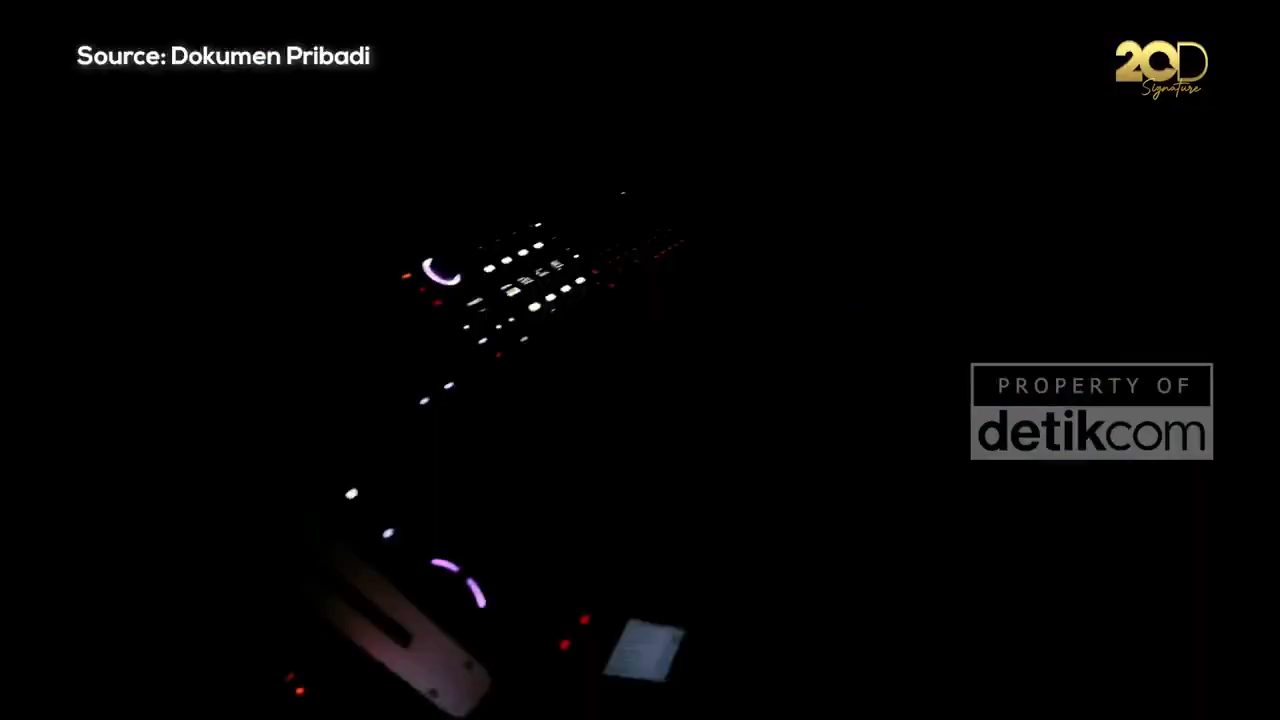 Source: Dokumen Pribadi
20D
Signature
PROPERTY OF
detikcom